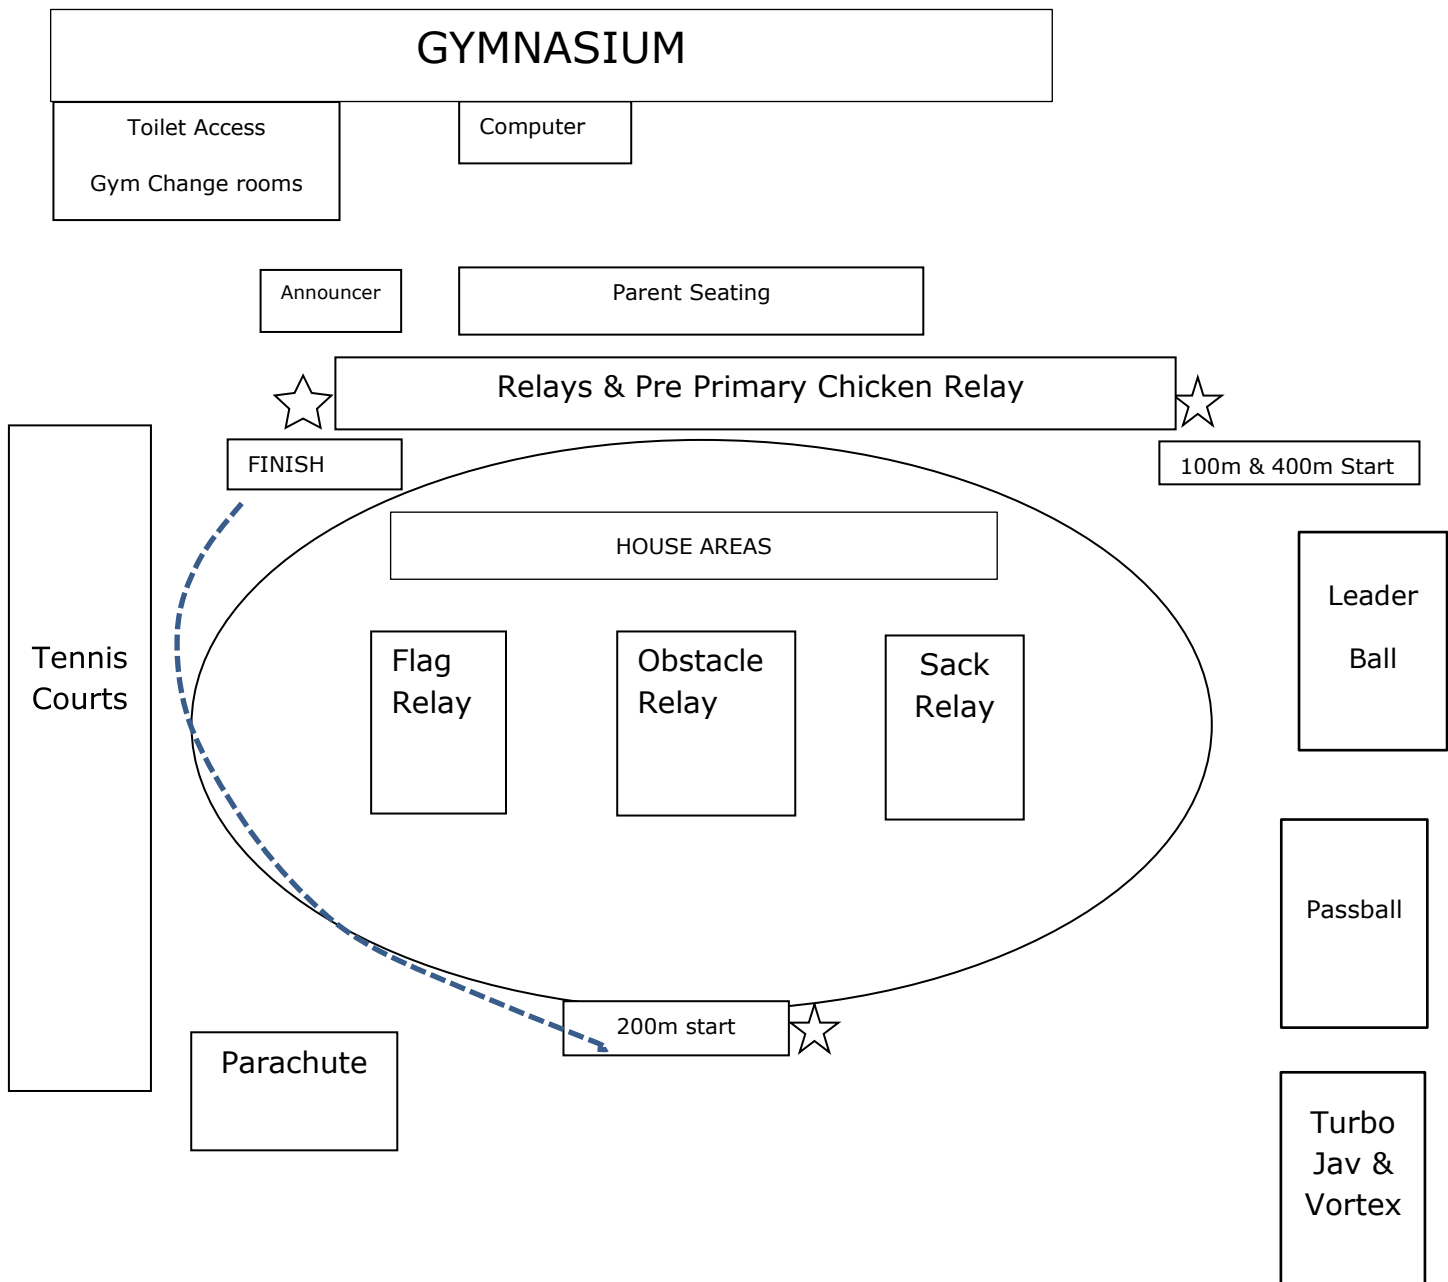 GYMNASIUM
Toilet Access
Gym Change rooms
Computer
Announcer
Parent Seating
Relays & Pre Primary Chicken Relay
FINISH
100m & 400m Start
HOUSE AREAS
Tennis
Courts
Flag
Relay
Obstacle
Relay
Sack
Relay
Leader
Ball
Passball
200m start
Parachute
Turbo
Jav &
Vortex